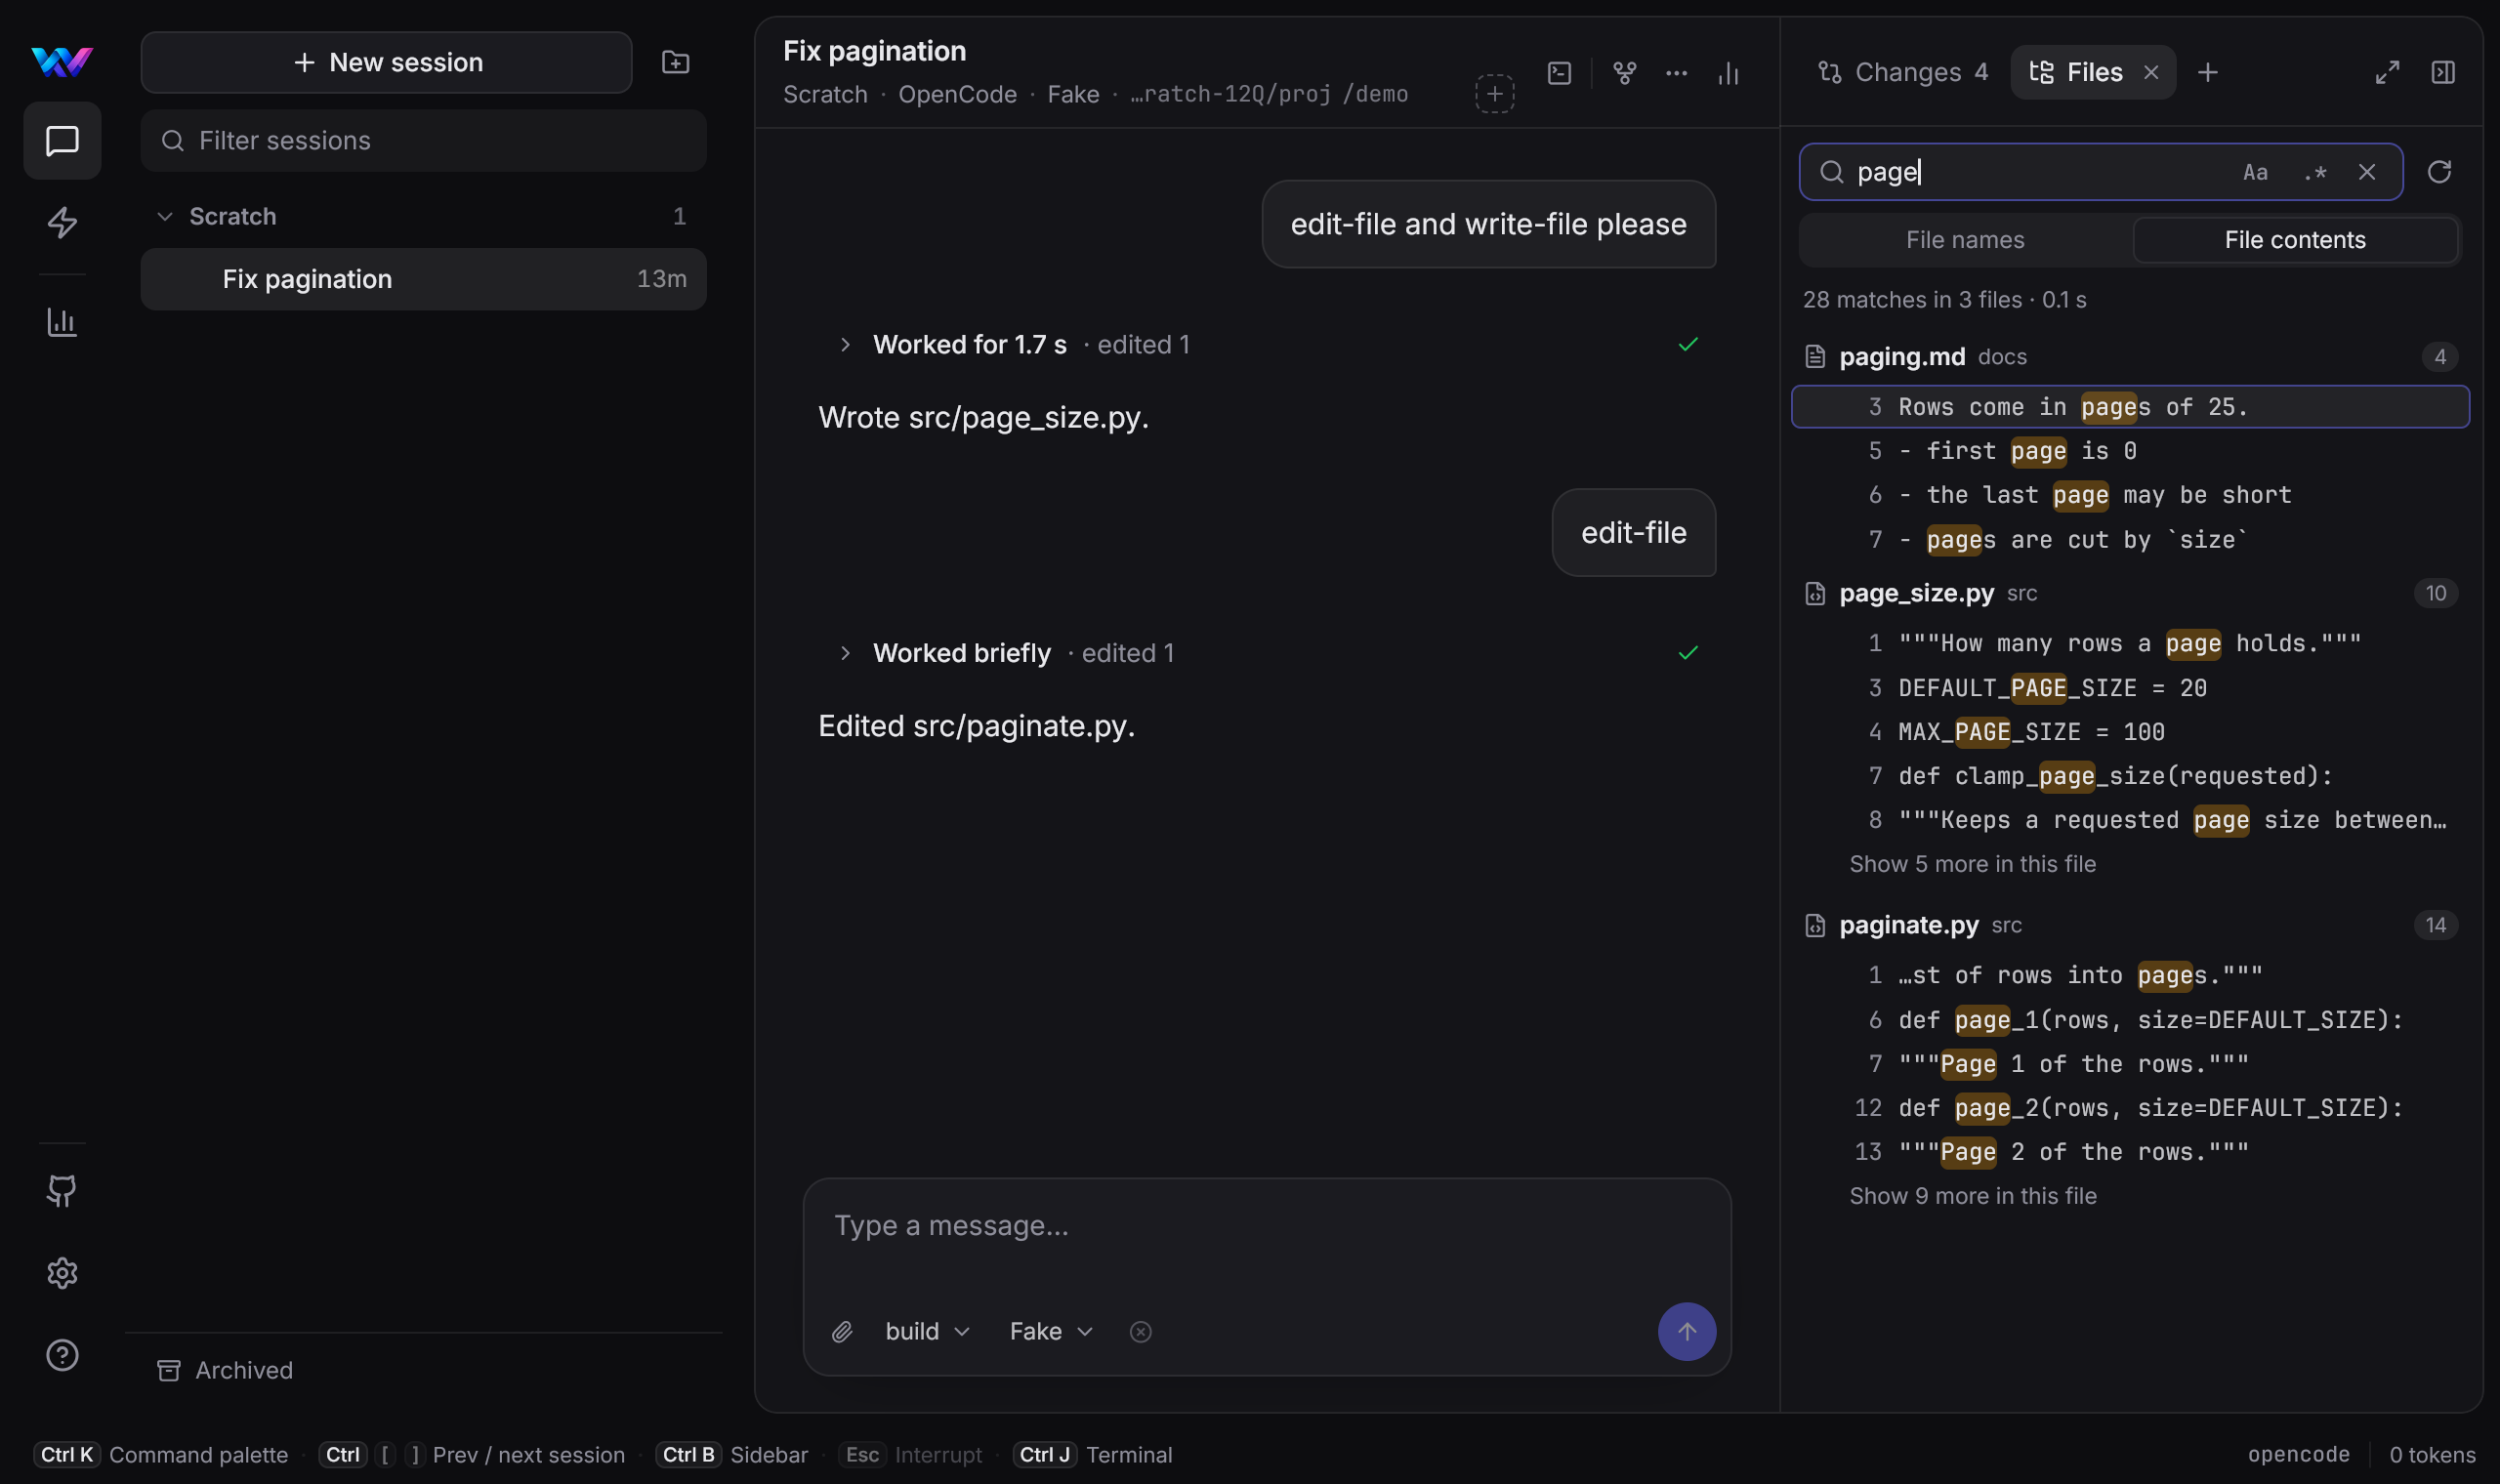 New session
Filter sessions
Scratch 1
Fix pagination 13m
Archived
Fix pagination
Scratch · OpenCode · Fake · …ratch-12Q/proj /demo
edit-file and write-file please
Worked for 1.7 s · edited 1
Wrote src/page_size.py.
edit-file
Worked briefly · edited 1
Edited src/paginate.py.
Type a message...
build Fake
Changes 4 Files
page Aa .*
File names File contents
28 matches in 3 files · 0.1 s
paging.md docs 4
3 Rows come in pages of 25.
5 - first page is 0
6 - the last page may be short
7 - pages are cut by `size`
page_size.py src 10
1 """How many rows a page holds."""
3 DEFAULT_PAGE_SIZE = 20
4 MAX_PAGE_SIZE = 100
7 def clamp_page_size(requested):
8 """Keeps a requested page size between…
Show 5 more in this file
paginate.py src 14
1 …st of rows into pages."""
6 def page_1(rows, size=DEFAULT_SIZE):
7 """Page 1 of the rows."""
12 def page_2(rows, size=DEFAULT_SIZE):
13 """Page 2 of the rows."""
Show 9 more in this file
Ctrl K Command palette · Ctrl [ ] Prev / next session · Ctrl B Sidebar · Esc Interrupt · Ctrl J Terminal
opencode 0 tokens